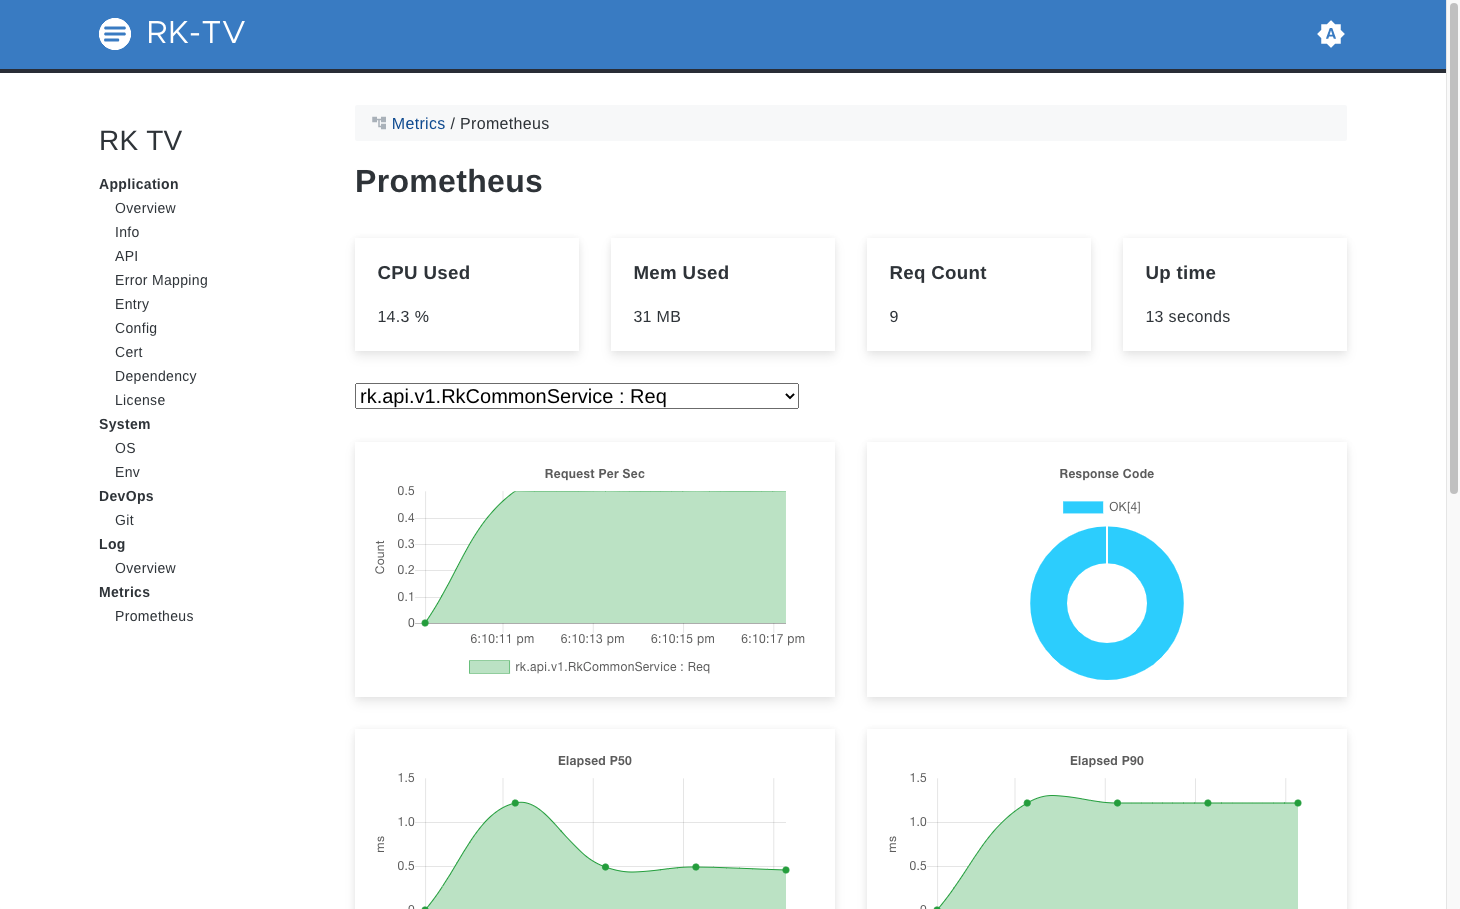 RK-TV
A
RK TV
Application
Overview
Info
API
Error Mapping
Entry
Config
Cert
Dependency
License
System
OS
Env
DevOps
Git
Log
Overview
Metrics
Prometheus
Metrics / Prometheus
Prometheus
CPU Used
14.3 %
Mem Used
31 MB
Req Count
9
Up time
13 seconds
rk.api.v1.RkCommonService : Req
Request Per Sec
0.5
0.4
0.3
0.2
0.1
0
Count
6:10:11 pm 6:10:13 pm 6:10:15 pm 6:10:17 pm
rk.api.v1.RkCommonService : Req
Response Code
OK[4]
Elapsed P50
1.5
1.0
0.5
0
ms
Elapsed P90
1.5
1.0
0.5
0
ms